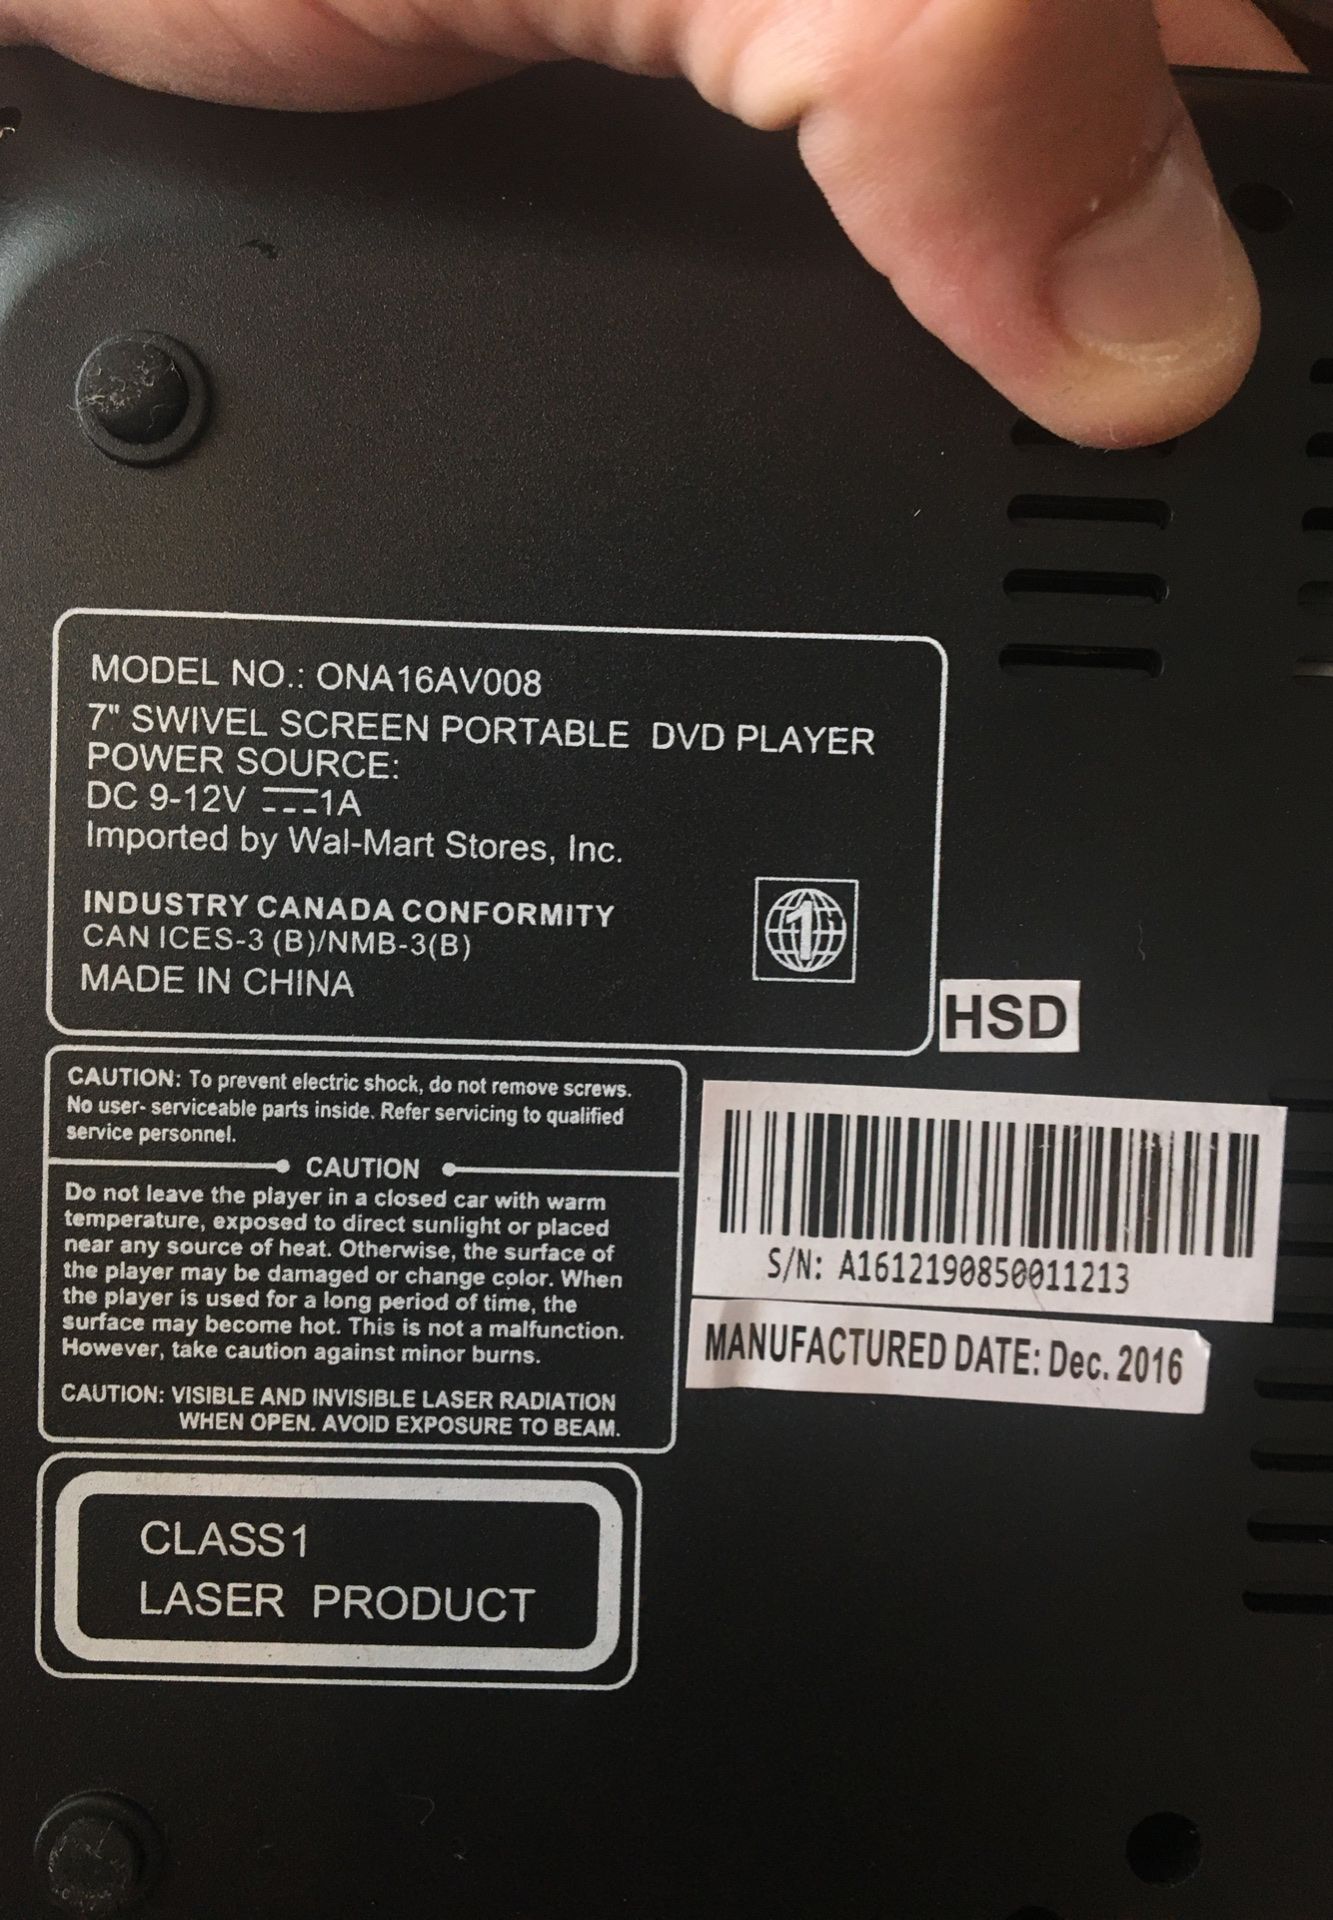 MODEL NO.: ONA16AV008
7" SWIVEL SCREEN PORTABLE DVD PLAYER
POWER SOURCE:
DC 9-12V ⎓1A
Imported by Wal-Mart Stores, Inc.
INDUSTRY CANADA CONFORMITY
CAN ICES-3 (B)/NMB-3(B)
MADE IN CHINA
1
HSD
CAUTION: To prevent electric shock, do not remove screws.
No user- serviceable parts inside. Refer servicing to qualified
service personnel.
CAUTION
Do not leave the player in a closed car with warm
temperature, exposed to direct sunlight or placed
near any source of heat. Otherwise, the surface of
the player may be damaged or change color. When
the player is used for a long period of time, the
surface may become hot. This is not a malfunction.
However, take caution against minor burns.
CAUTION: VISIBLE AND INVISIBLE LASER RADIATION
WHEN OPEN. AVOID EXPOSURE TO BEAM.
S/N: A1612190850011213
MANUFACTURED DATE: Dec. 2016
CLASS1
LASER PRODUCT